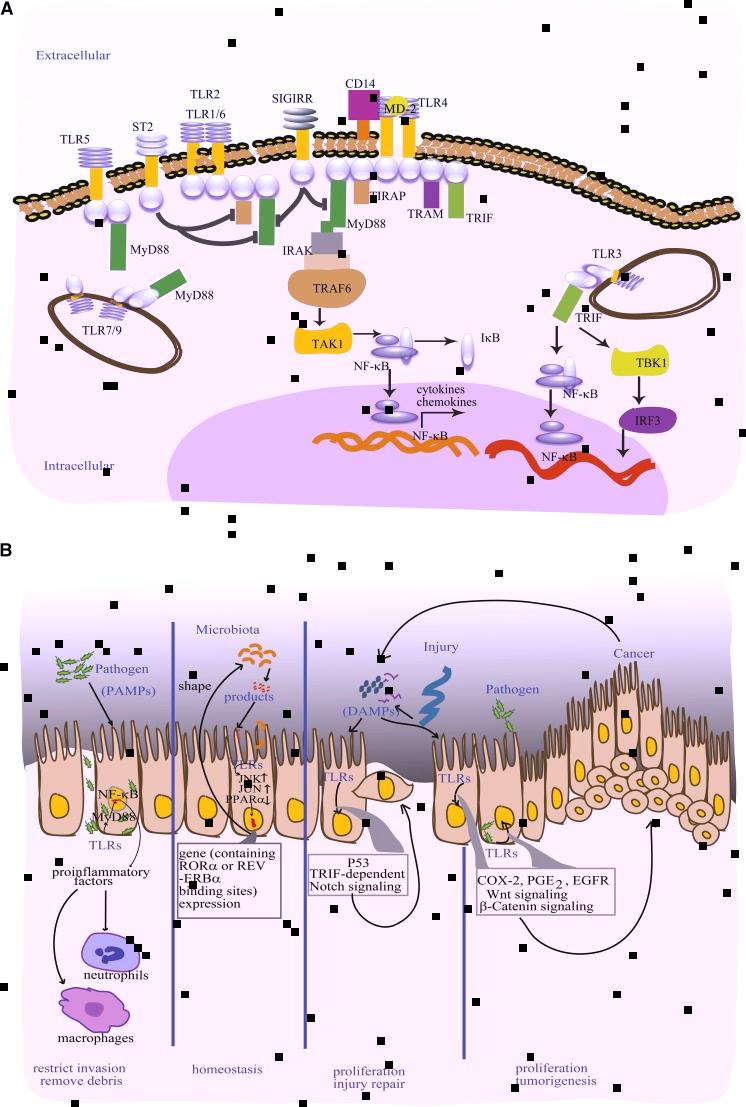 A
Extracellular
CD14
TLR2
TLR1/6
SIGIRR
MD-2
TLR4
TLR5
ST2
TIRAP
TRAM
TRIF
MyD88
MyD88
IRAK
TLR3
MyD88
TRAF6
TRIF
TLR7/9
TAK1
IκB
NF-κB
TBK1
cytokines
chemokines
NF-κB
IRF3
NF-κB
NF-κB
Intracellular
B
Microbiota
Injury
Cancer
Pathogen
(PAMPs)
shape
products
Pathogen
(DAMPs)
TLRs
TLRs
TLRs
JNK↑
JUN↑
PPARα↓
NF-κB
MyD88
TLRs
TLRs
gene (containing
RORα or REV
-ERBα
binding sites)
expression
P53
TRIF-dependent
Notch signaling
COX-2, PGE2, EGFR
Wnt signaling
β-Catenin signaling
proinflammatory
factors
neutrophils
macrophages
restrict invasion
remove debris
homeostasis
proliferation
injury repair
proliferation
tumorigenesis